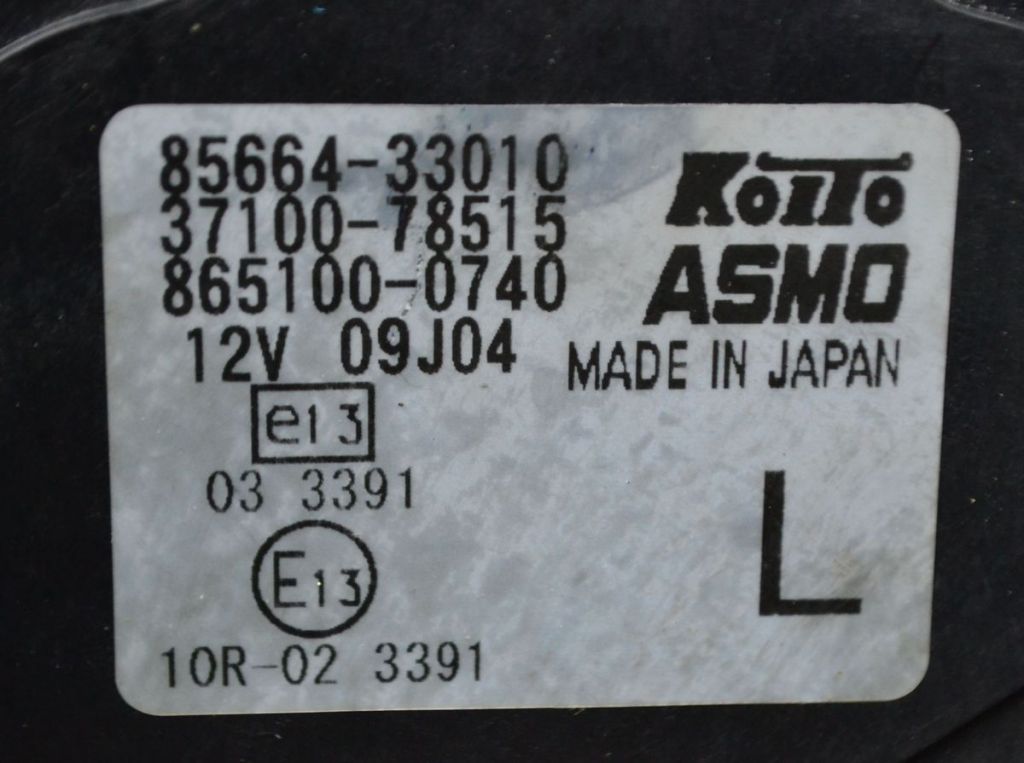 85664-33010
37100-78515
865100-0740
12V 09J04
KOITO
ASMO
MADE IN JAPAN
e13
03 3391
E13
10R-02 3391
L